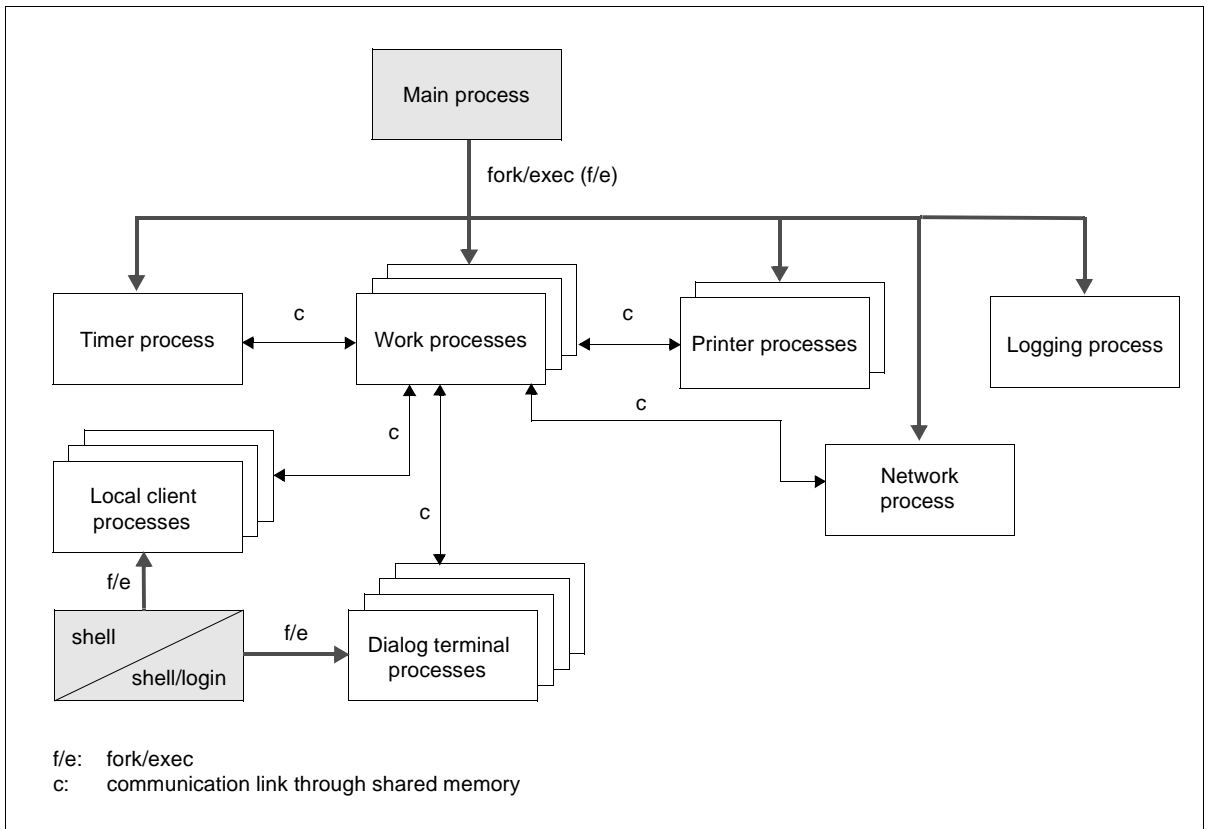 Main process
fork/exec (f/e)
c
c
Timer process
Work processes
Printer processes
Logging process
c
c
Local client
processes
Network
process
c
f/e
shell
shell/login
f/e
Dialog terminal
processes
f/e: fork/exec
c: communication link through shared memory